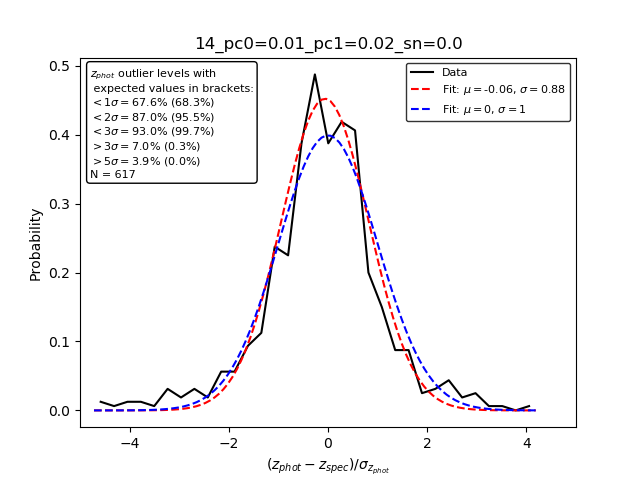 14_pc0=0.01_pc1=0.02_sn=0.0
z_phot outlier levels with
expected values in brackets:
<1σ = 67.6% (68.3%)
<2σ = 87.0% (95.5%)
<3σ = 93.0% (99.7%)
>3σ = 7.0% (0.3%)
>5σ = 3.9% (0.0%)
N = 617
Data
Fit: μ = -0.06, σ = 0.88
Fit: μ = 0, σ = 1
Probability
0.5
0.4
0.3
0.2
0.1
0.0
−4 −2 0 2 4
(z_phot − z_spec)/σ_z_phot